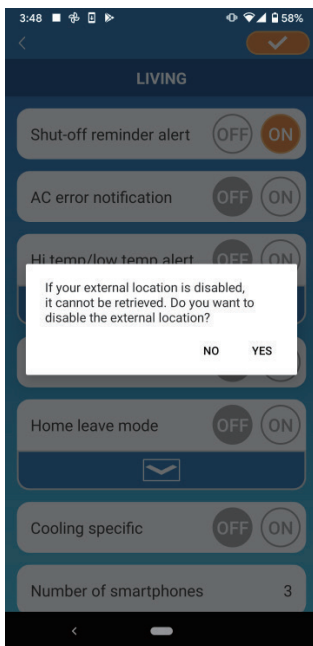 3:48 58%
LIVING
Shut-off reminder alert OFF ON
AC error notification OFF ON
Hi temp/low temp alert OFF ON
If your external location is disabled,
it cannot be retrieved. Do you want to
disable the external location?
NO YES
Home leave mode OFF ON
Cooling specific OFF ON
Number of smartphones 3